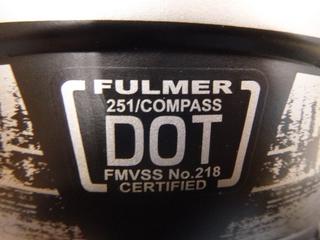 FULMER
251/COMPASS
DOT
FMVSS No.218
CERTIFIED